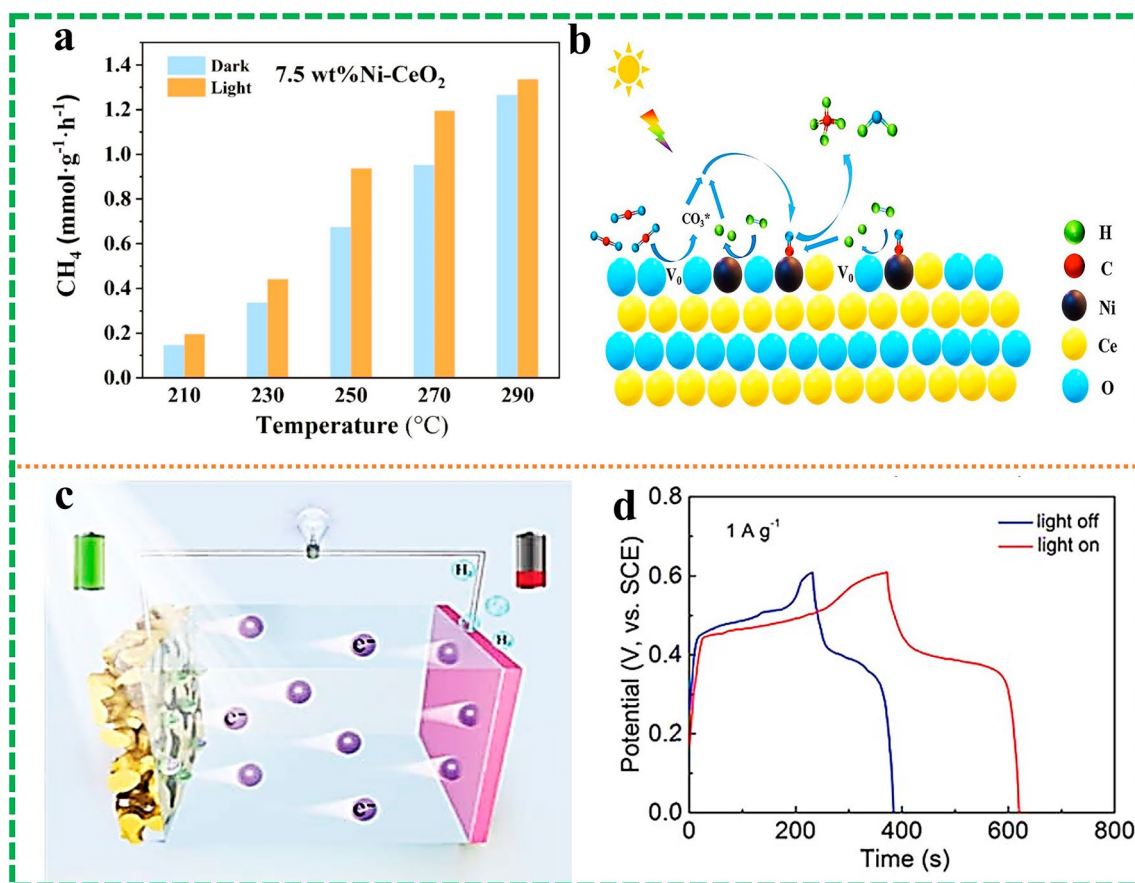 a
Dark
Light
7.5 wt%Ni-CeO₂
CH₄ (mmol·g⁻¹·h⁻¹)
1.4
1.2
1.0
0.8
0.6
0.4
0.2
0.0
210 230 250 270 290
Temperature (°C)
b
CO₃*
V₀
V₀
H
C
Ni
Ce
O
c
H₂
H₂
e⁻
e⁻
e⁻
d
1 A g⁻¹
light off
light on
Potential (V, vs. SCE)
0.8
0.6
0.4
0.2
0.0
0 200 400 600 800
Time (s)